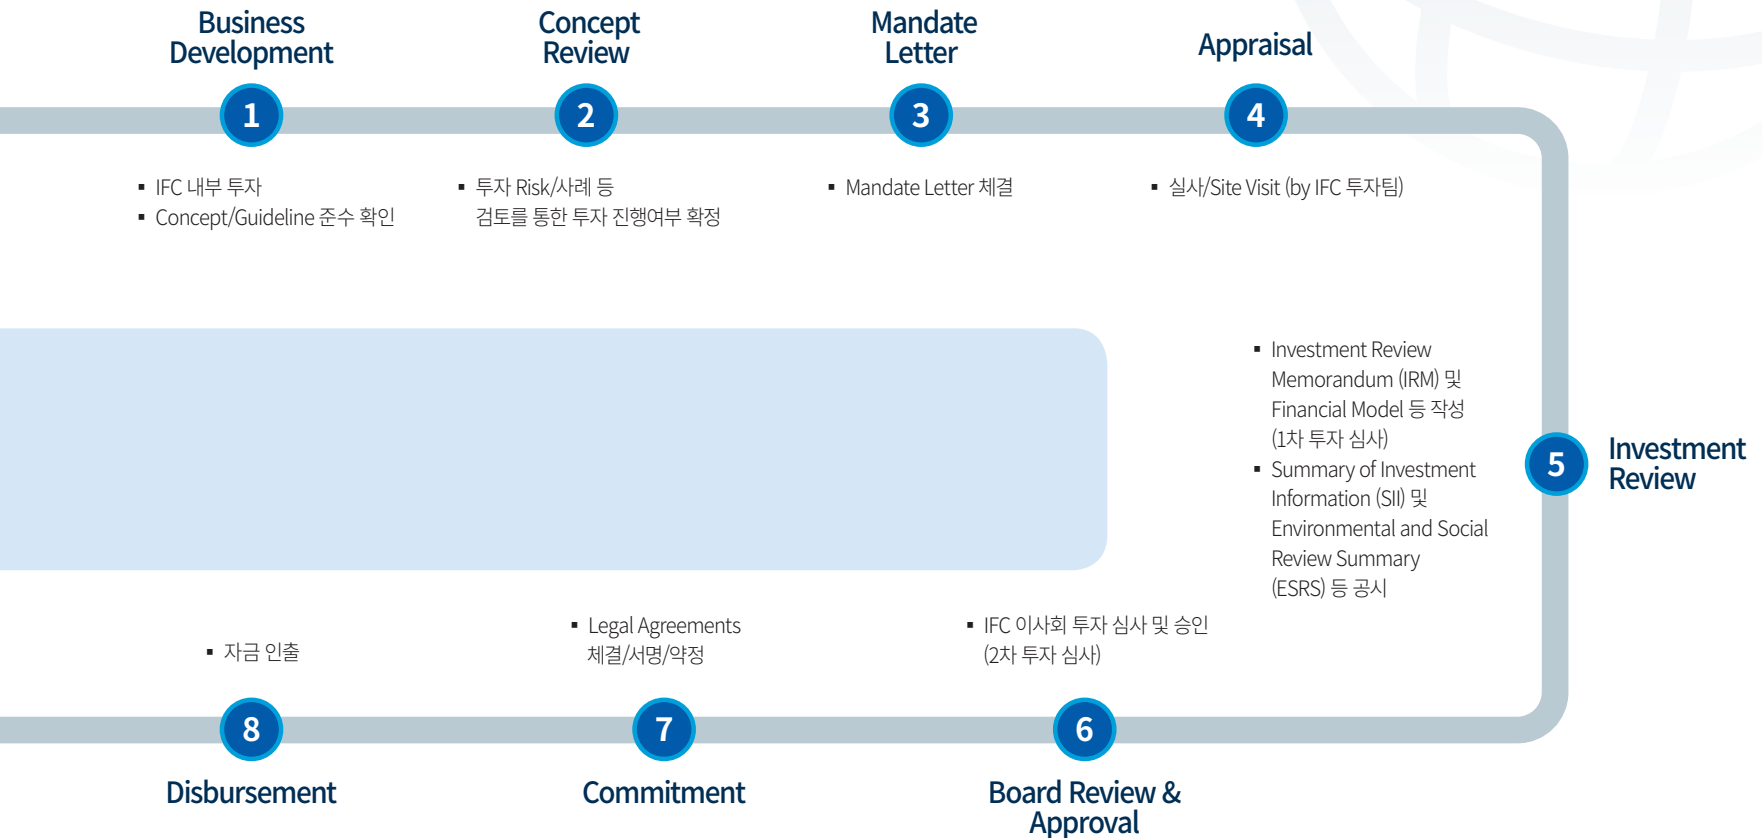 Business
Development
1
▪ IFC 내부 투자
▪ Concept/Guideline 준수 확인
Concept
Review
2
▪ 투자 Risk/사례 등
검토를 통한 투자 진행여부 확정
Mandate
Letter
3
▪ Mandate Letter 체결
Appraisal
4
▪ 실사/Site Visit (by IFC 투자팀)
▪ Investment Review
Memorandum (IRM) 및
Financial Model 등 작성
(1차 투자 심사)
▪ Summary of Investment
Information (SII) 및
Environmental and Social
Review Summary
(ESRS) 등 공시
5
Investment
Review
▪ IFC 이사회 투자 심사 및 승인
(2차 투자 심사)
6
Board Review &
Approval
▪ Legal Agreements
체결/서명/약정
7
Commitment
▪ 자금 인출
8
Disbursement